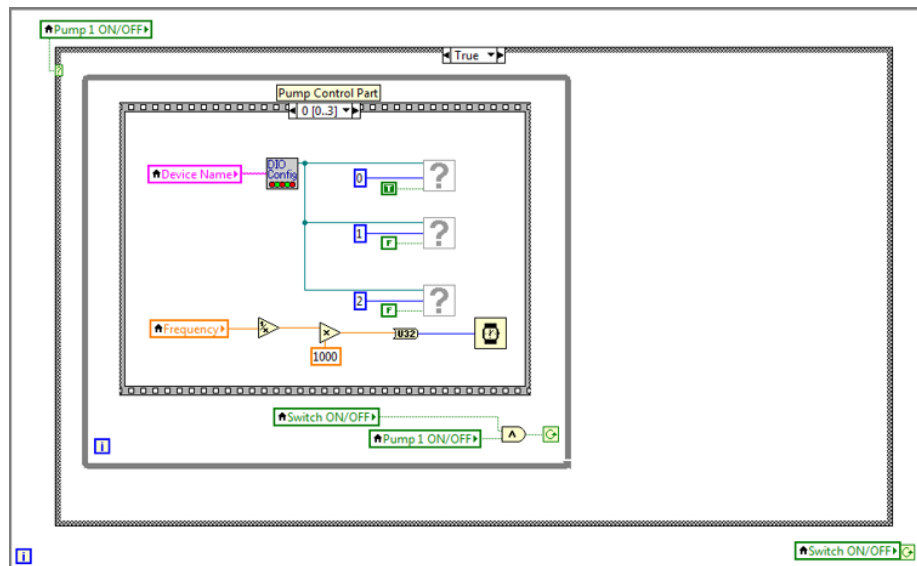 Pump 1 ON/OFF
True
?
Pump Control Part
0 [0..3]
Device Name
DIO
Config
0
T
?
1
F
?
2
F
?
Frequency
1/x
x
1000
U32
Switch ON/OFF
Pump 1 ON/OFF
∧
i
i
Switch ON/OFF